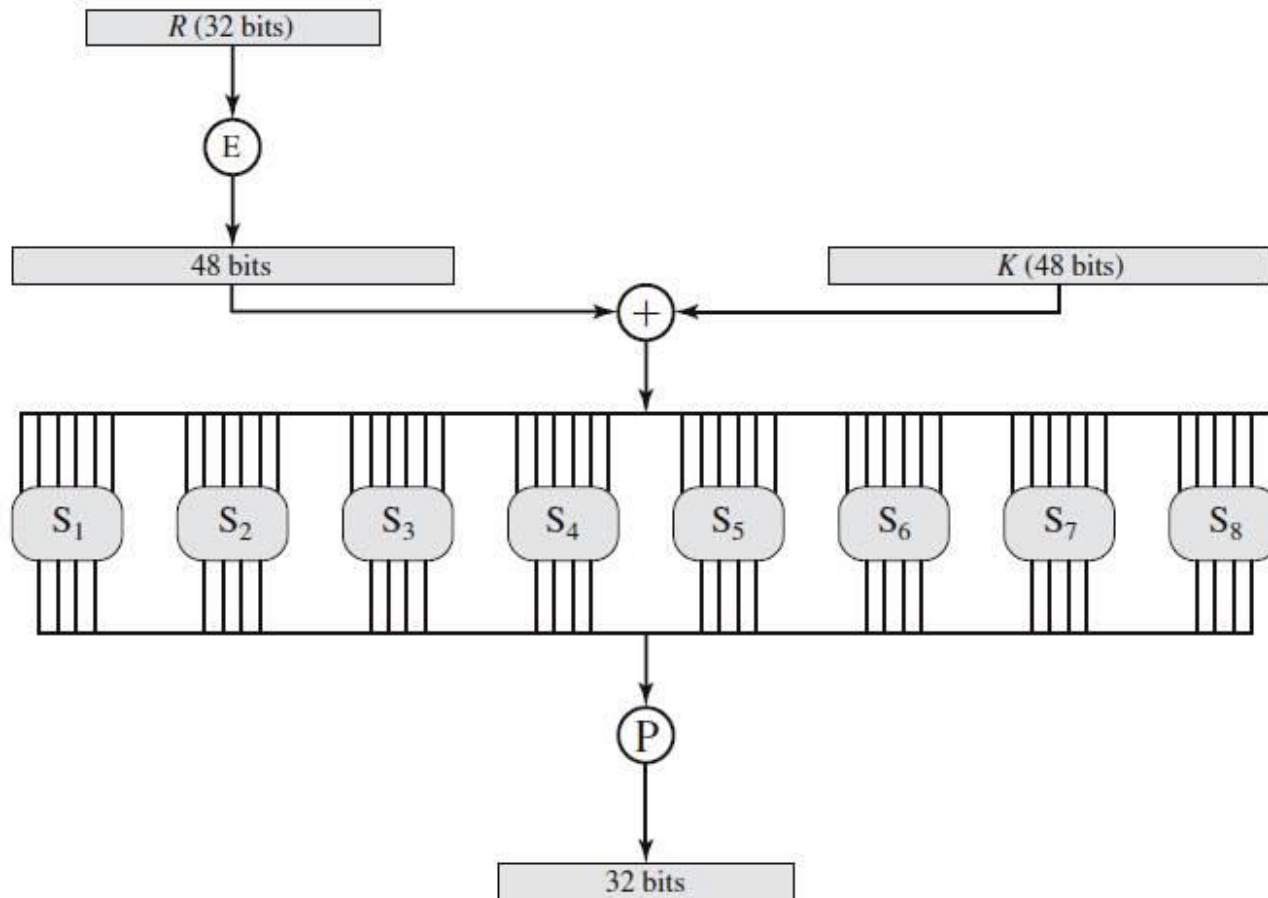 R (32 bits)
E
48 bits
K (48 bits)
+
S₁ S₂ S₃ S₄ S₅ S₆ S₇ S₈
P
32 bits